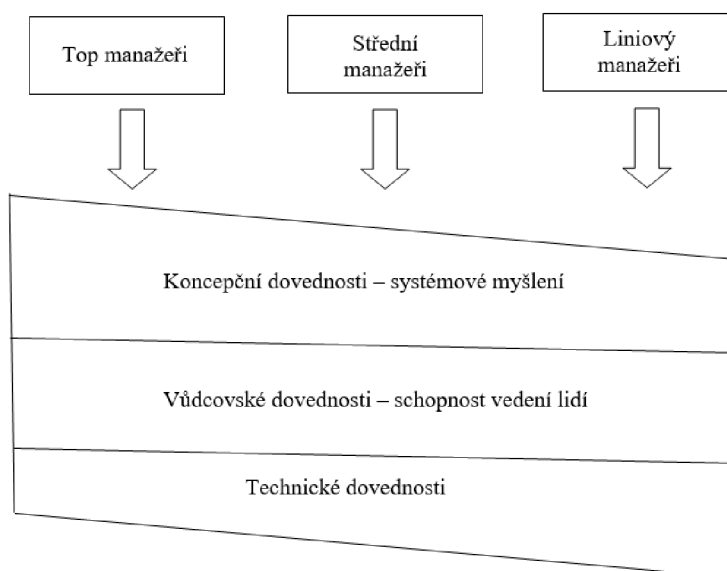 Top manažeři
Střední
manažeři
Liniový
manažeři
Koncepční dovednosti – systémové myšlení
Vůdcovské dovednosti – schopnost vedení lidí
Technické dovednosti